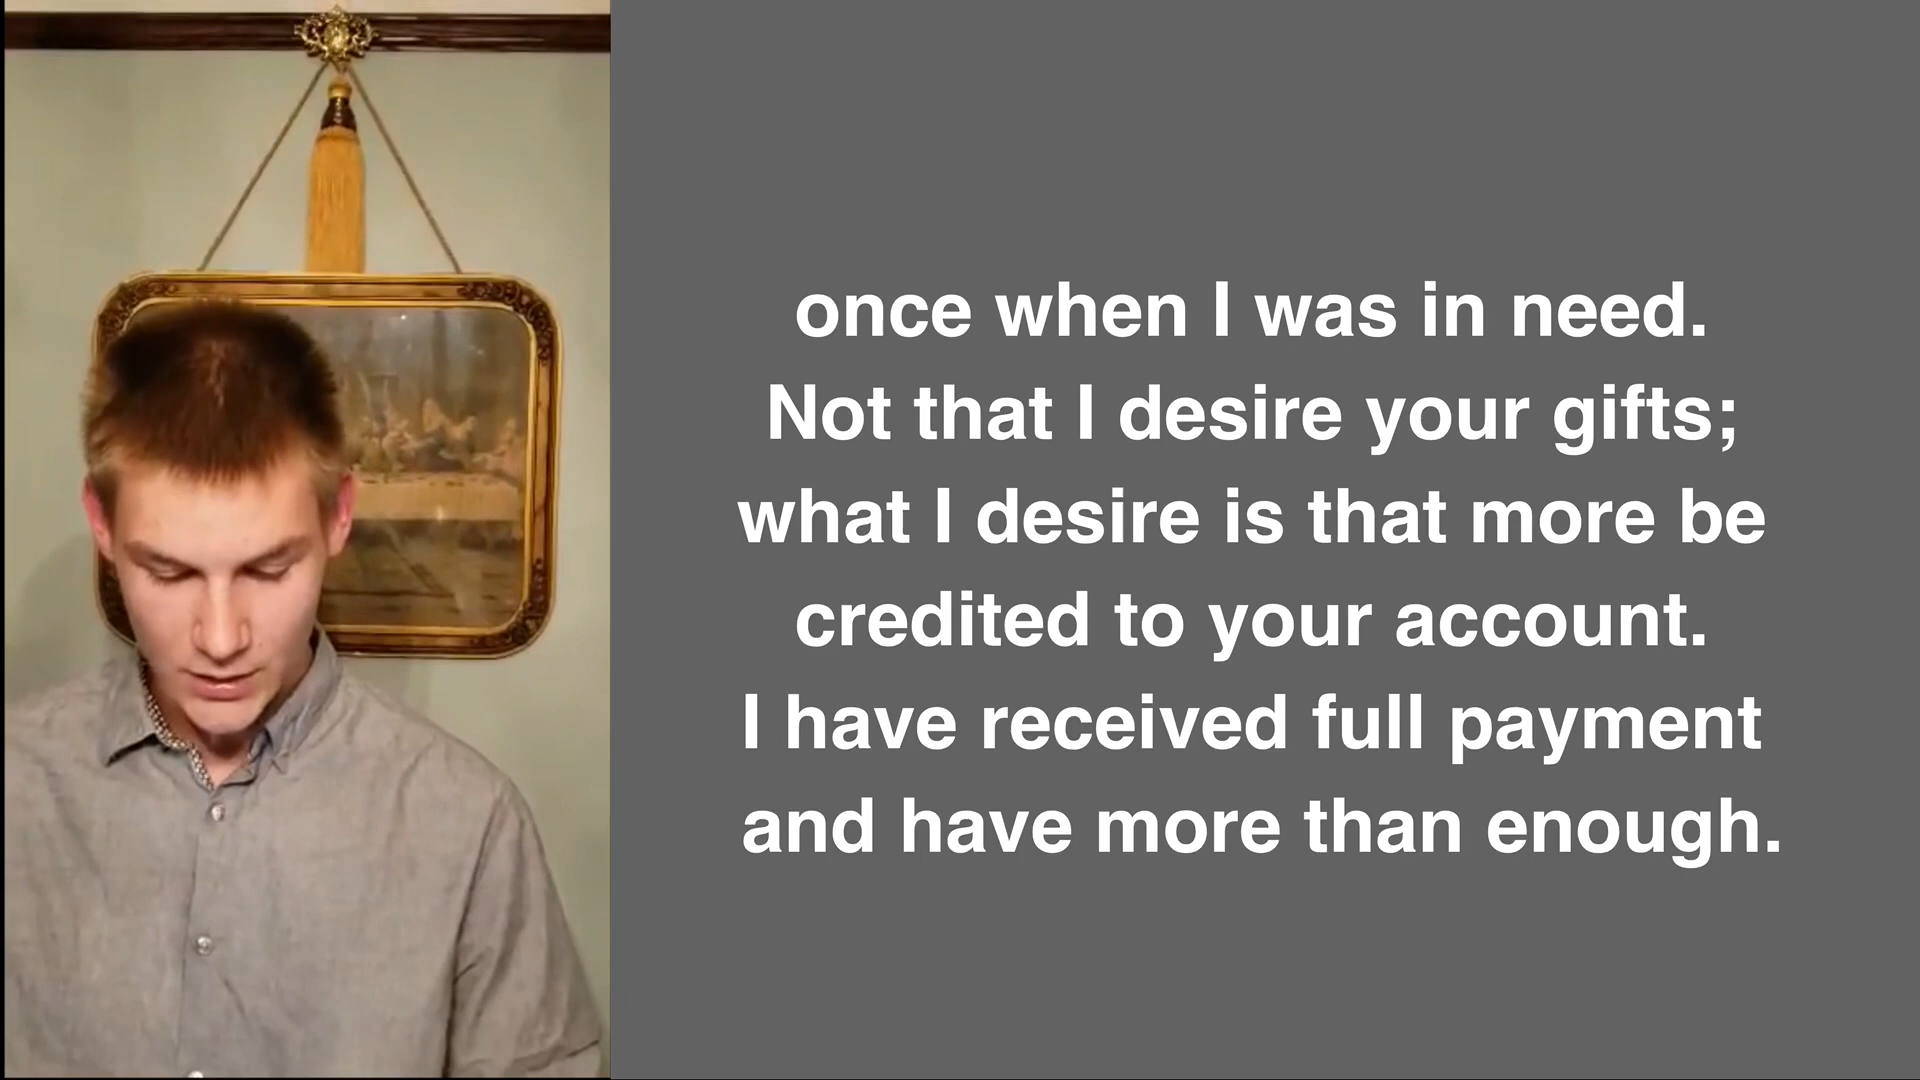 once when I was in need.
Not that I desire your gifts;
what I desire is that more be
credited to your account.
I have received full payment
and have more than enough.